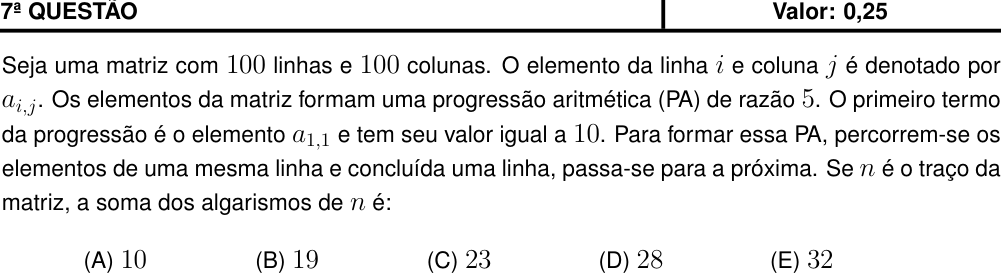 7ª QUESTÃO Valor: 0,25
Seja uma matriz com 100 linhas e 100 colunas. O elemento da linha i e coluna j é denotado por
a_{i,j}. Os elementos da matriz formam uma progressão aritmética (PA) de razão 5. O primeiro termo
da progressão é o elemento a_{1,1} e tem seu valor igual a 10. Para formar essa PA, percorrem-se os
elementos de uma mesma linha e concluída uma linha, passa-se para a próxima. Se n é o traço da
matriz, a soma dos algarismos de n é:
(A) 10 (B) 19 (C) 23 (D) 28 (E) 32